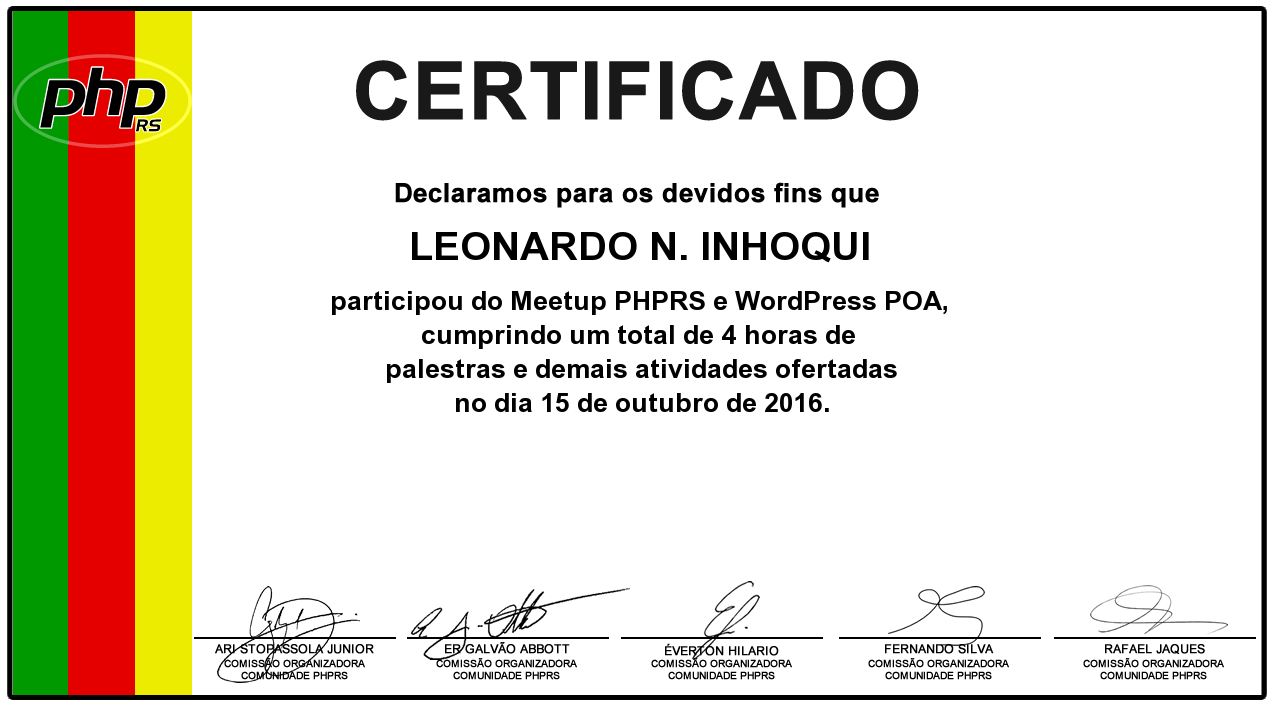 php
RS
CERTIFICADO
Declaramos para os devidos fins que
LEONARDO N. INHOQUI
participou do Meetup PHPRS e WordPress POA,
cumprindo um total de 4 horas de
palestras e demais atividades ofertadas
no dia 15 de outubro de 2016.
ARI STOPASSOLA JUNIOR
COMISSÃO ORGANIZADORA
COMUNIDADE PHPRS
ER GALVÃO ABBOTT
COMISSÃO ORGANIZADORA
COMUNIDADE PHPRS
ÉVERTON HILARIO
COMISSÃO ORGANIZADORA
COMUNIDADE PHPRS
FERNANDO SILVA
COMISSÃO ORGANIZADORA
COMUNIDADE PHPRS
RAFAEL JAQUES
COMISSÃO ORGANIZADORA
COMUNIDADE PHPRS